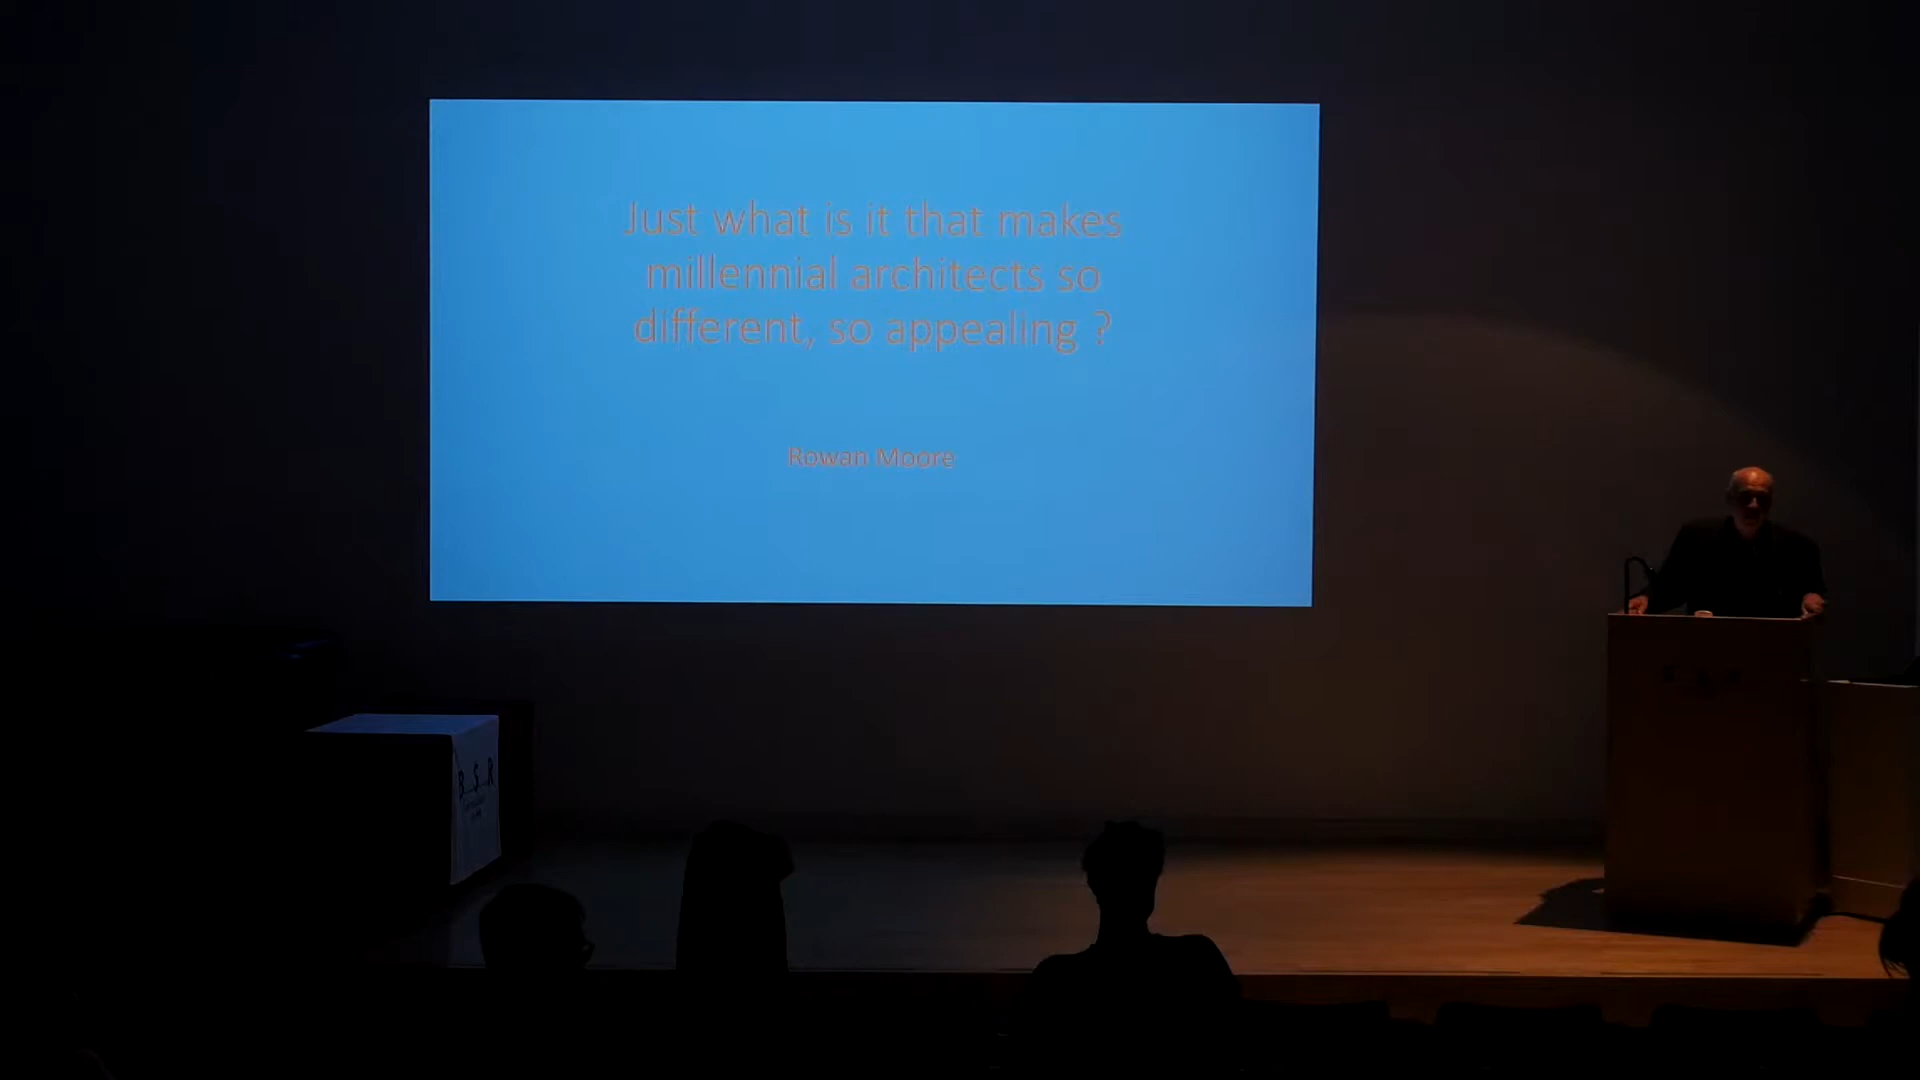 Just what is it that makes
millennial architects so
different, so appealing ?
Rowan Moore
B S R